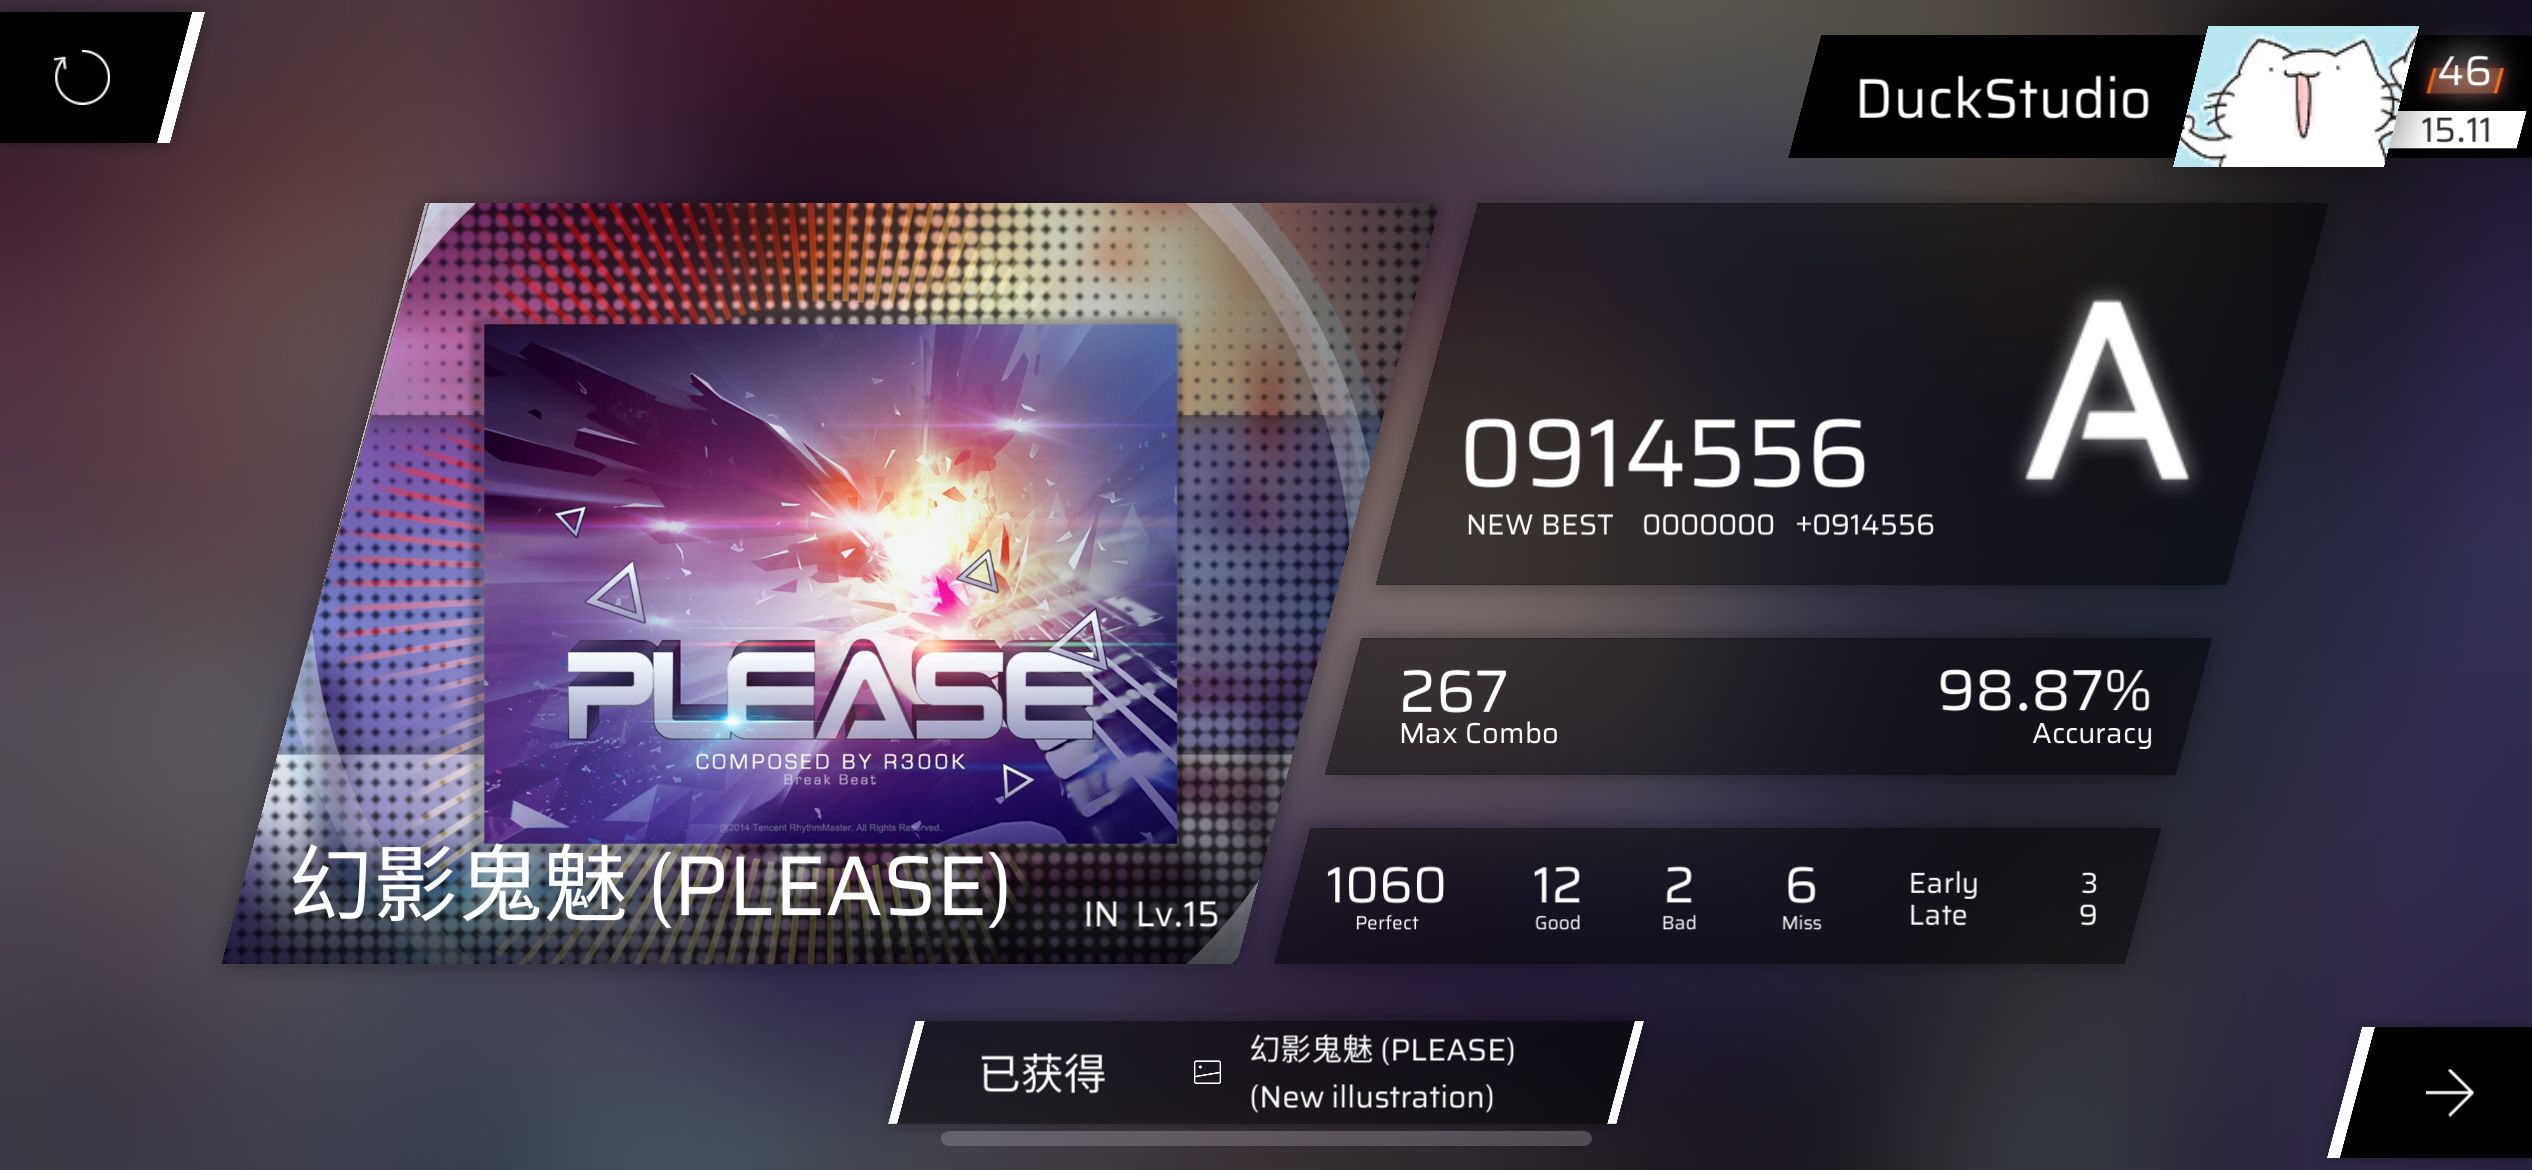 DuckStudio
46
15.11
PLEASE
COMPOSED BY R300K
Break Beat
@2014 Tencent RhythmMaster. All Rights Reserved.
幻影鬼魅 (PLEASE)
IN Lv.15
A
0914556
NEW BEST 0000000 +0914556
267
Max Combo
98.87%
Accuracy
1060 12 2 6
Perfect Good Bad Miss
Early 3
Late 9
已获得
幻影鬼魅 (PLEASE)
(New illustration)